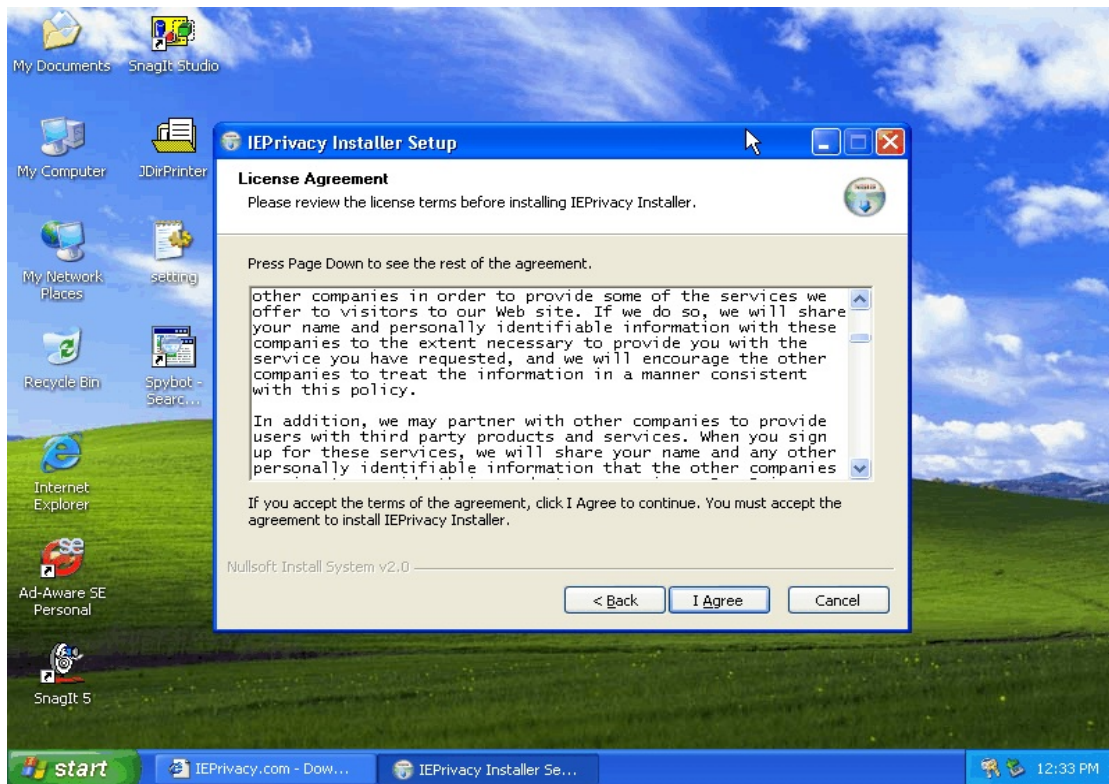 My Documents
SnagIt Studio
My Computer
JDirPrinter
My Network
Places
setting
Recycle Bin
Spybot -
Searc...
Internet
Explorer
Ad-Aware SE
Personal
SnagIt 5
IEPrivacy Installer Setup
License Agreement
Please review the license terms before installing IEPrivacy Installer.
Press Page Down to see the rest of the agreement.
other companies in order to provide some of the services we
offer to visitors to our Web site. If we do so, we will share
your name and personally identifiable information with these
companies to the extent necessary to provide you with the
service you have requested, and we will encourage the other
companies to treat the information in a manner consistent
with this policy.
In addition, we may partner with other companies to provide
users with third party products and services. When you sign
up for these services, we will share your name and any other
personally identifiable information that the other companies
If you accept the terms of the agreement, click I Agree to continue. You must accept the
agreement to install IEPrivacy Installer.
Nullsoft Install System v2.0
< Back
I Agree
Cancel
start
IEPrivacy.com - Dow...
IEPrivacy Installer Se...
12:33 PM